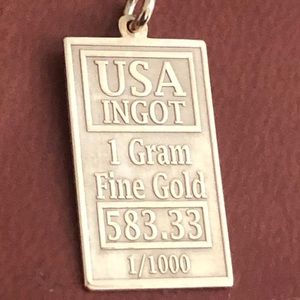 USA
INGOT
1 Gram
Fine Gold
583.33
1/1000